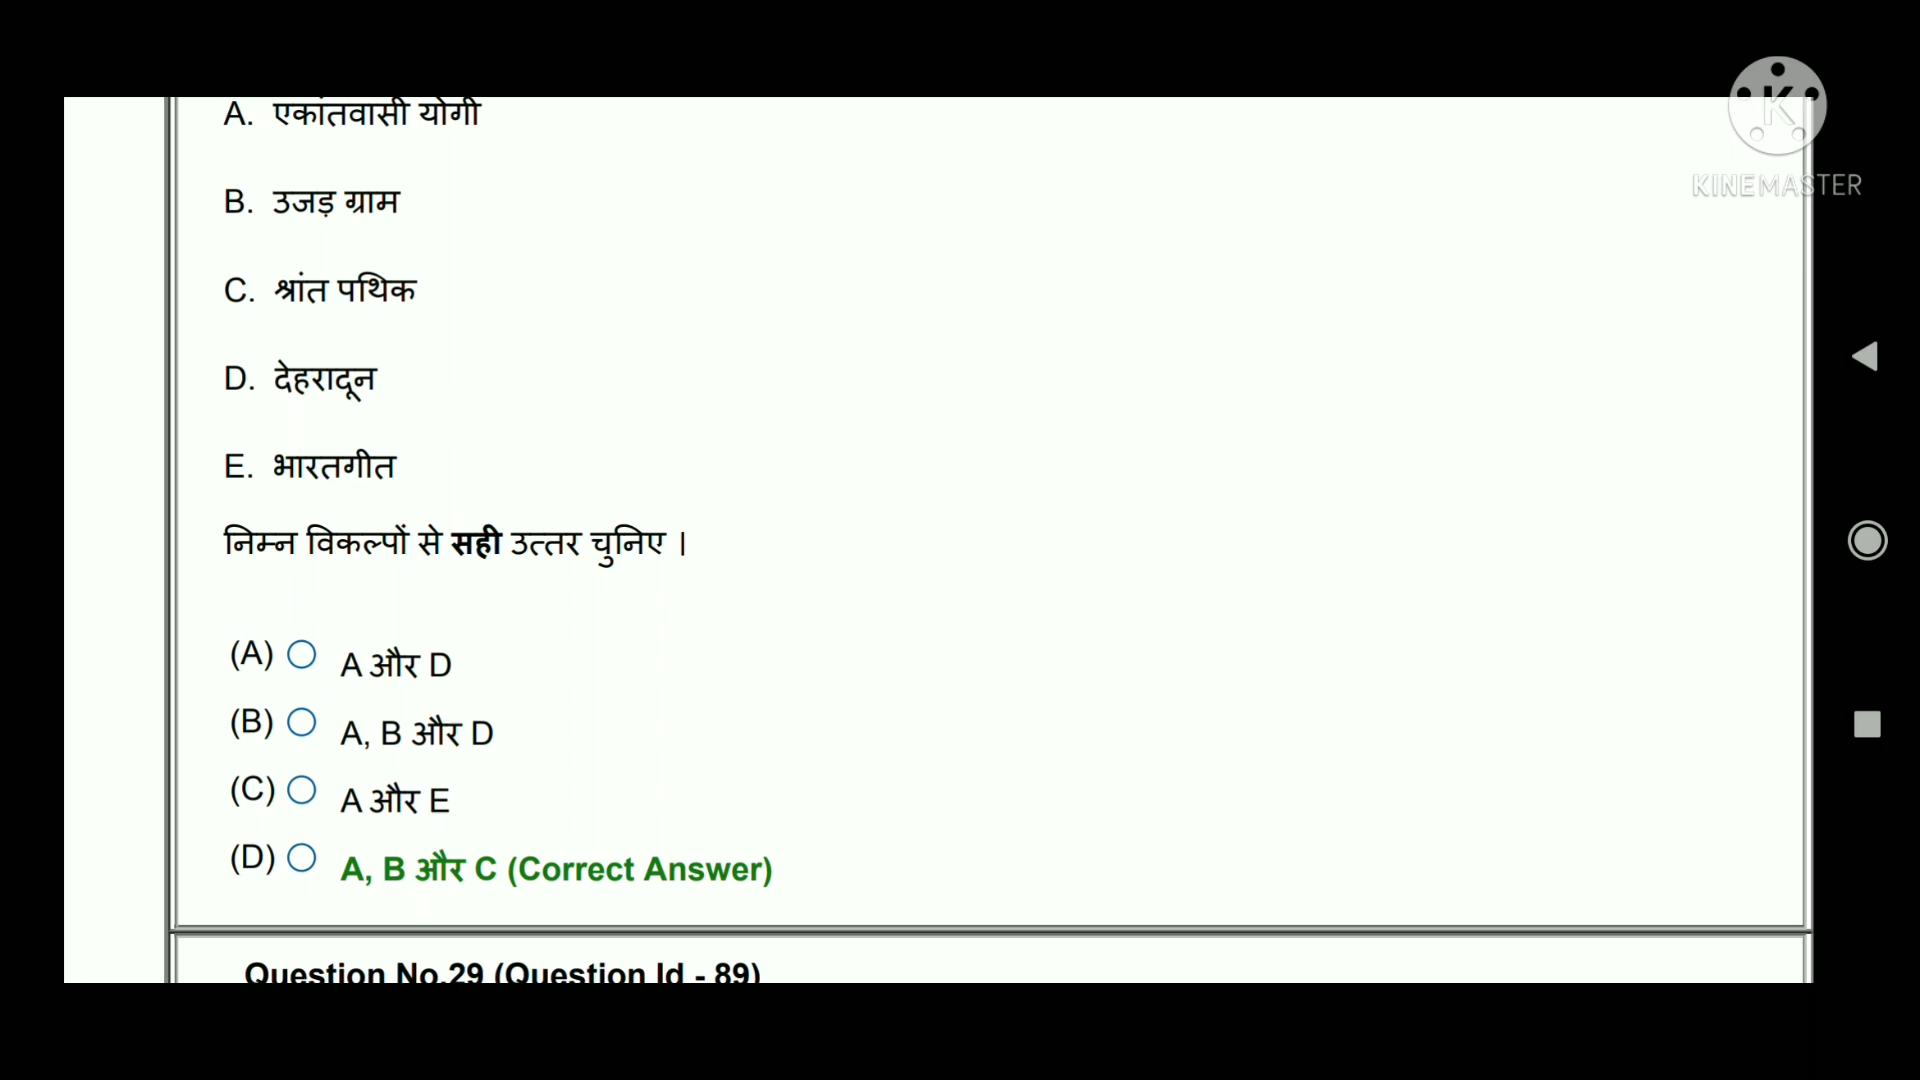 A. एकांतवासी योगी
K
KINEMASTER
B. उजड़ ग्राम
C. श्रांत पथिक
D. देहरादून
E. भारतगीत
निम्न विकल्पों से सही उत्तर चुनिए ।
(A) A और D
(B) A, B और D
(C) A और E
(D) A, B और C (Correct Answer)
Question No.29 (Question Id - 89)